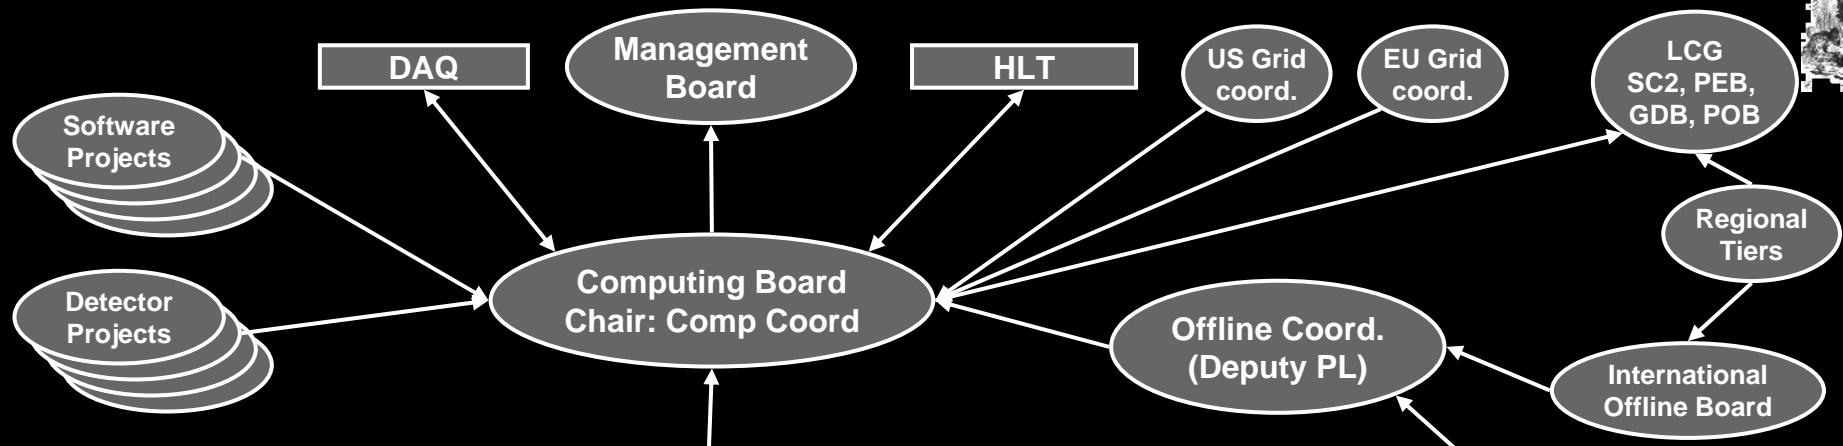 DAQ
Management
Board
HLT
US Grid
coord.
EU Grid
coord.
LCG
SC2, PEB,
GDB, POB
Software
Projects
Regional
Tiers
Computing Board
Chair: Comp Coord
Detector
Projects
Offline Coord.
(Deputy PL)
International
Offline Board